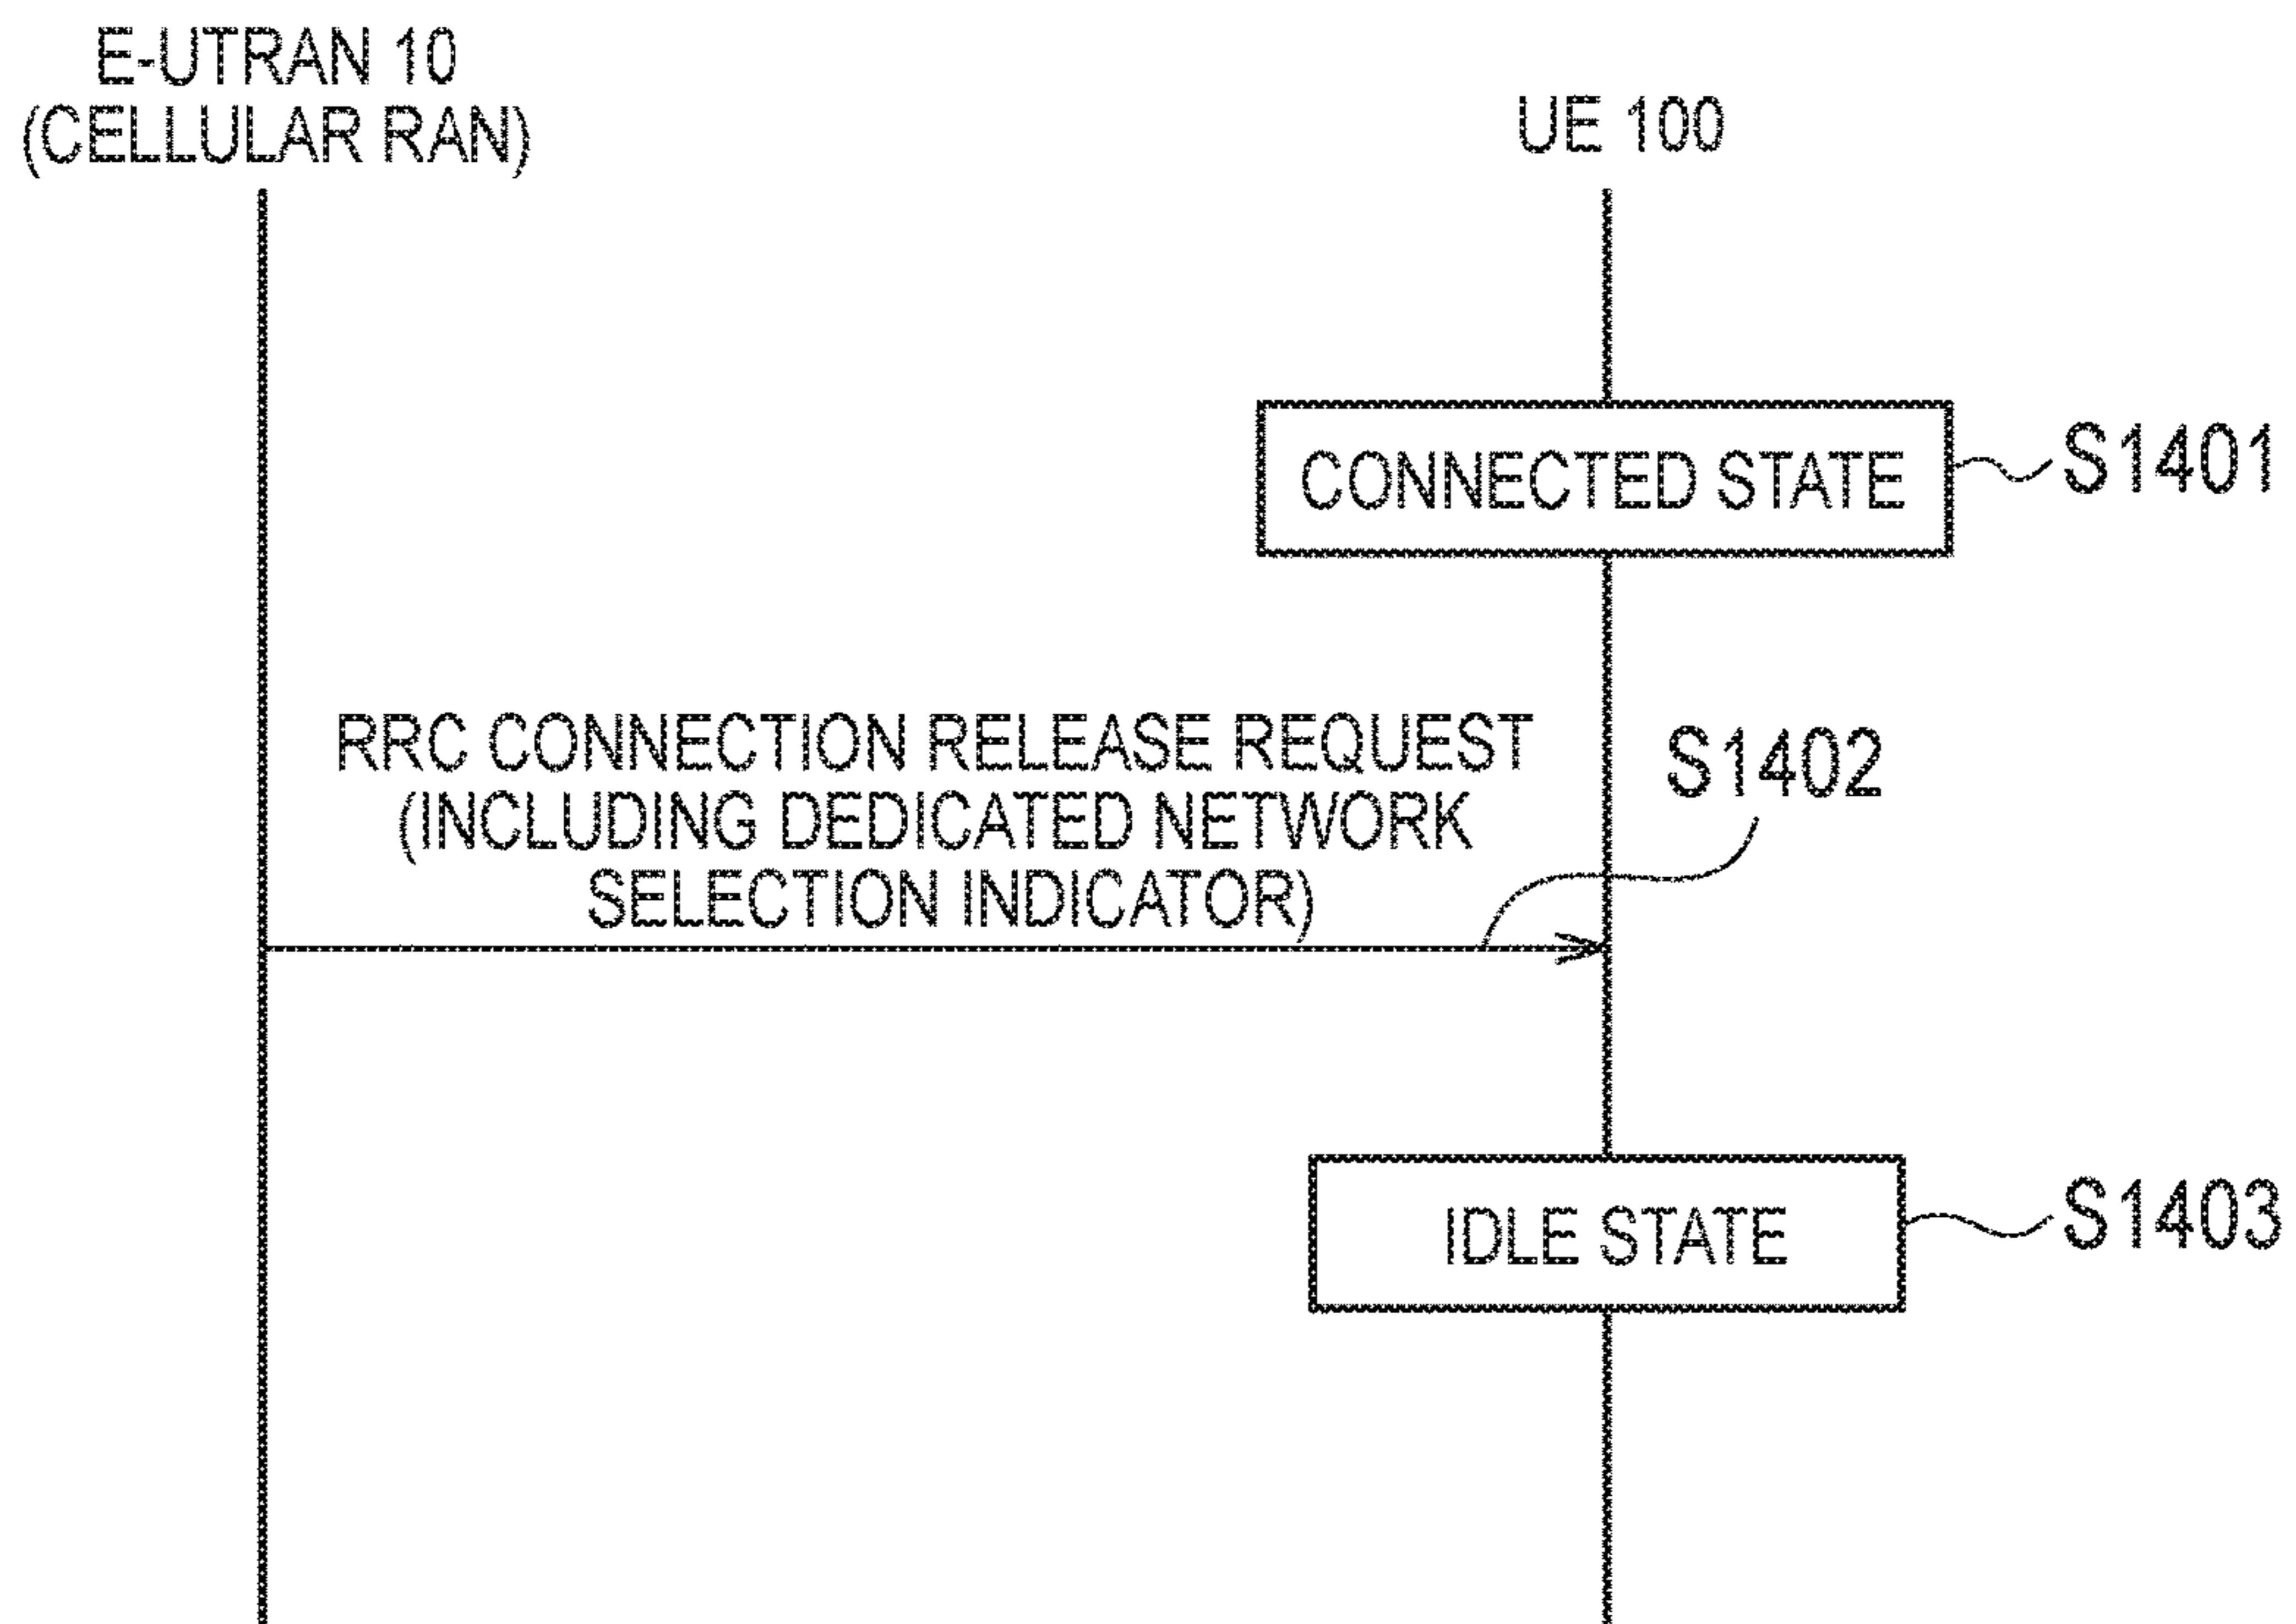 E-UTRAN 10
(CELLULAR RAN)
UE 100
CONNECTED STATE
S1401
RRC CONNECTION RELEASE REQUEST
(INCLUDING DEDICATED NETWORK
SELECTION INDICATOR)
S1402
IDLE STATE
S1403